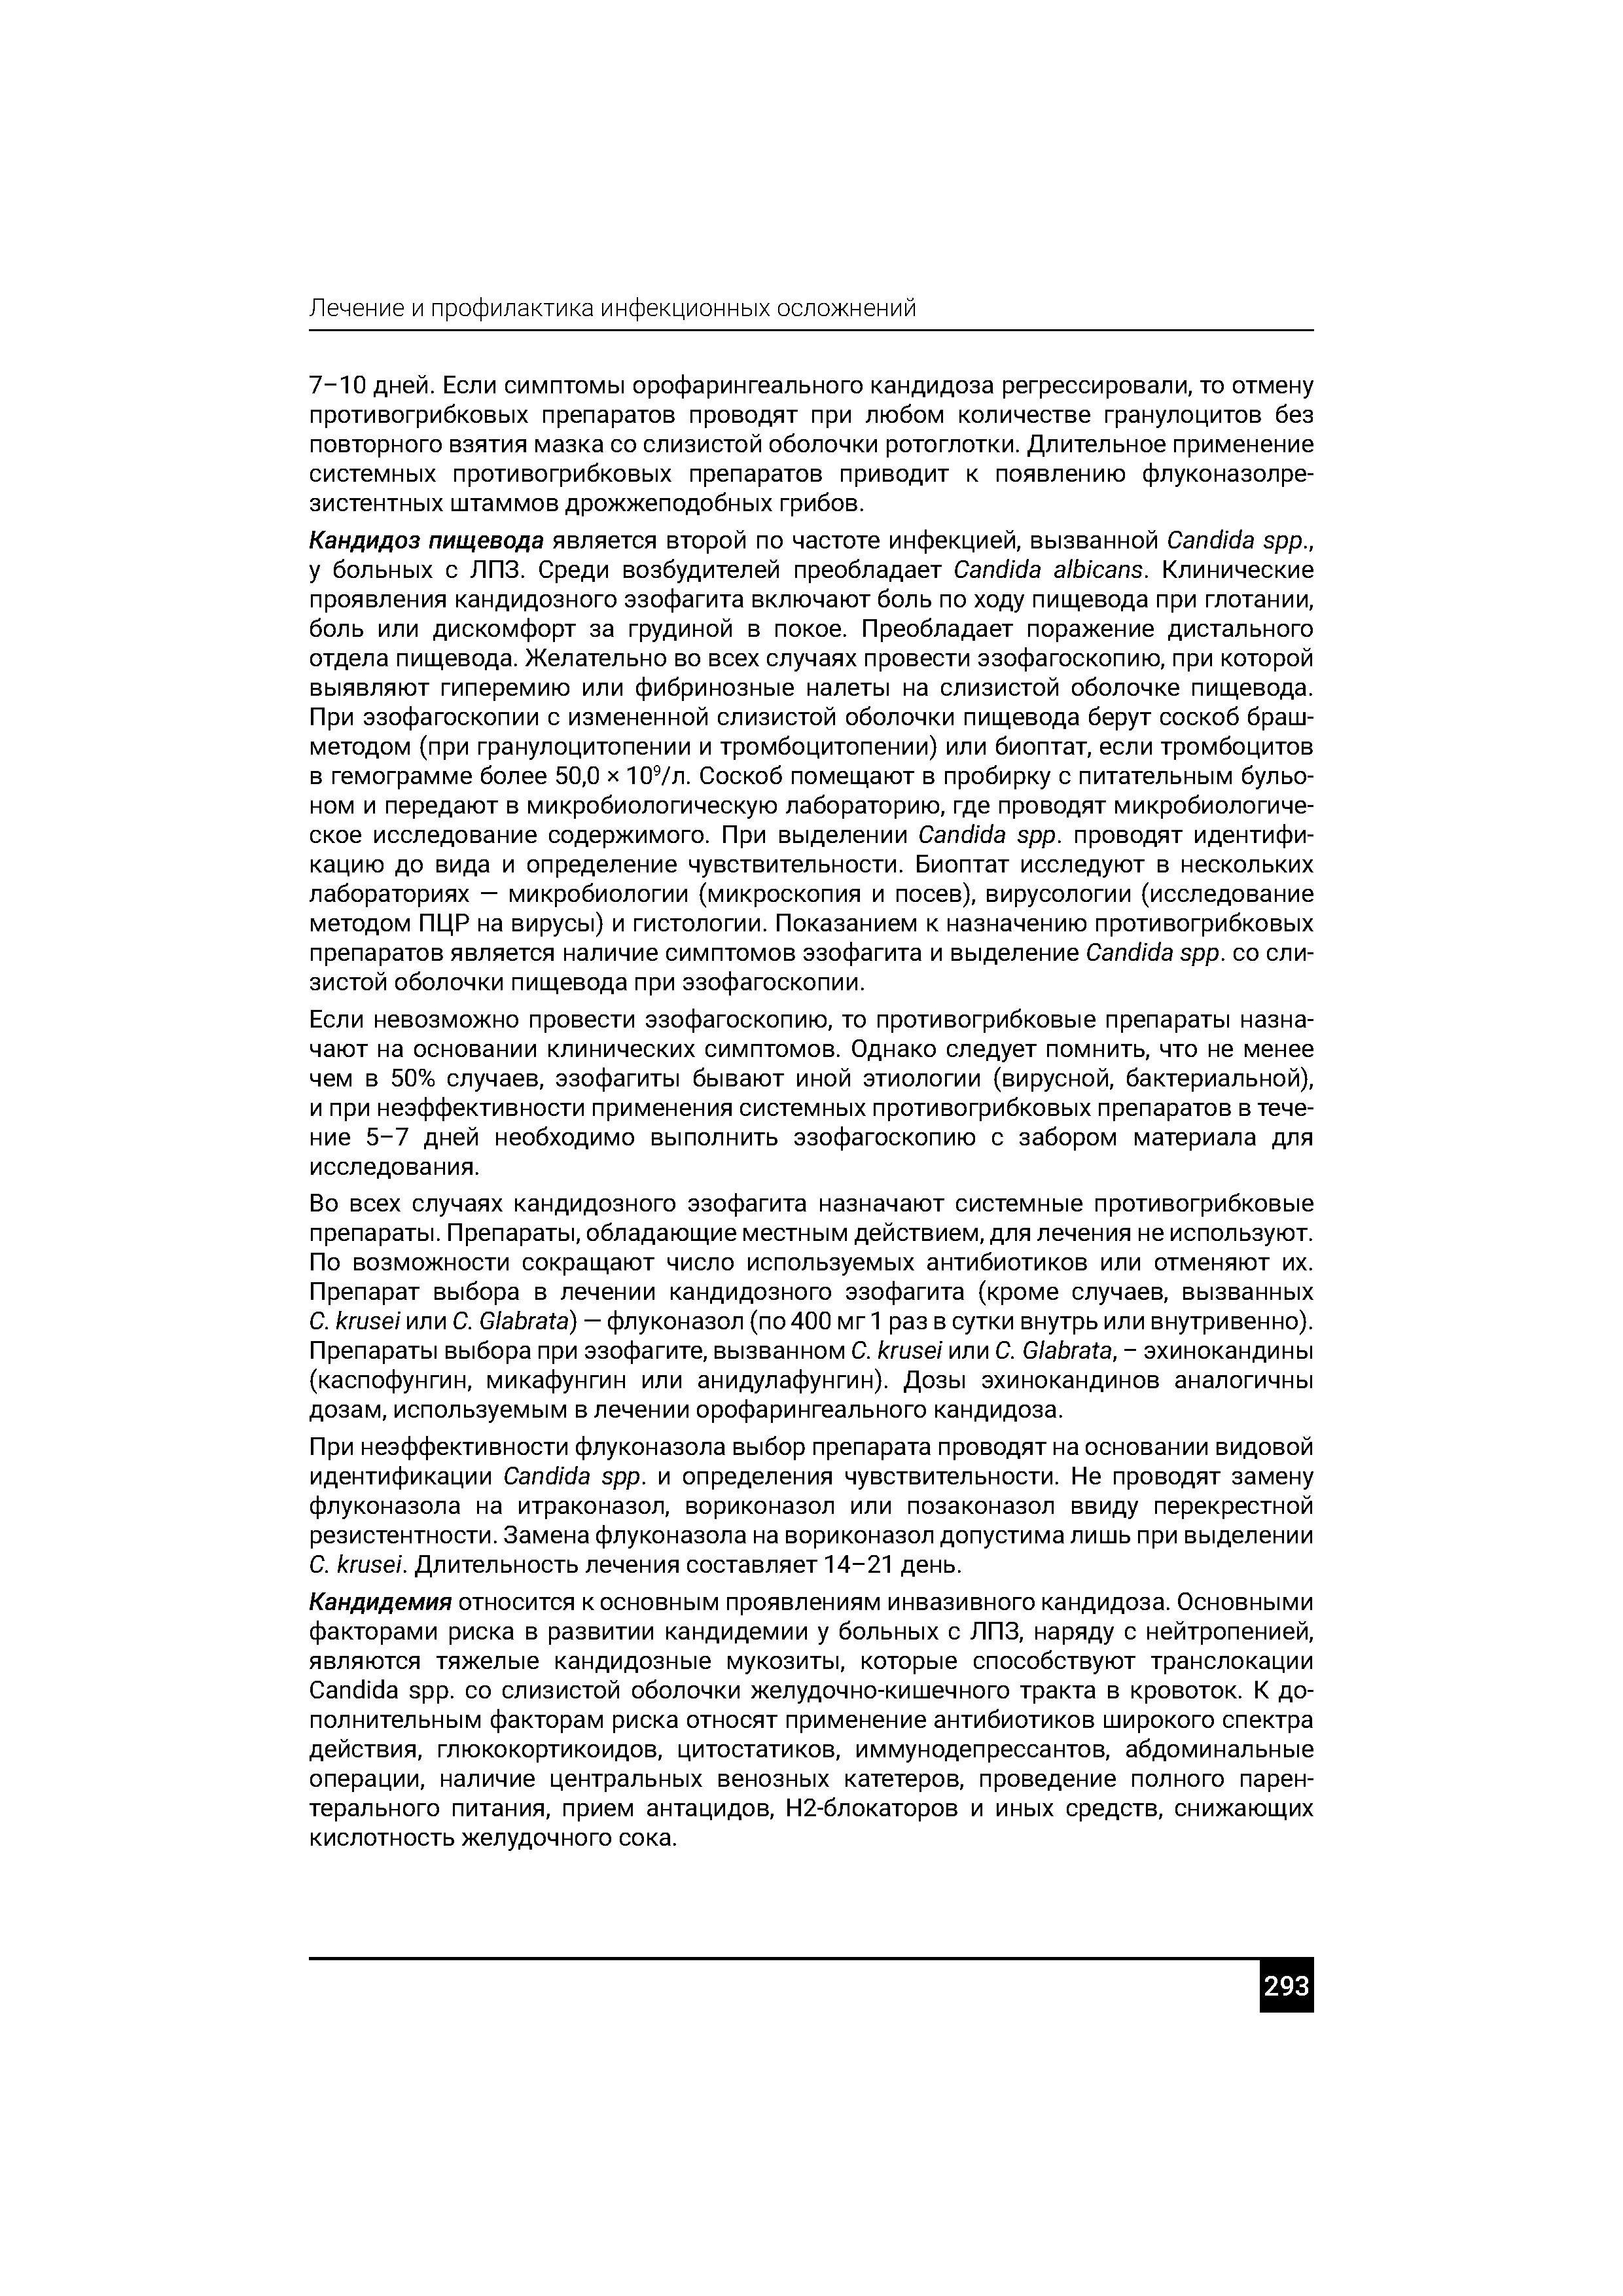 Лечение и профилактика инфекционных осложнений
7–10 дней. Если симптомы орофарингеального кандидоза регрессировали, то отмену
противогрибковых препаратов проводят при любом количестве гранулоцитов без
повторного взятия мазка со слизистой оболочки ротоглотки. Длительное применение
системных противогрибковых препаратов приводит к появлению флуконазолре-
зистентных штаммов дрожжеподобных грибов.
Кандидоз пищевода является второй по частоте инфекцией, вызванной Candida spp.,
у больных с ЛПЗ. Среди возбудителей преобладает Candida albicans. Клинические
проявления кандидозного эзофагита включают боль по ходу пищевода при глотании,
боль или дискомфорт за грудиной в покое. Преобладает поражение дистального
отдела пищевода. Желательно во всех случаях провести эзофагоскопию, при которой
выявляют гиперемию или фибринозные налеты на слизистой оболочке пищевода.
При эзофагоскопии с измененной слизистой оболочки пищевода берут соскоб браш-
методом (при гранулоцитопении и тромбоцитопении) или биоптат, если тромбоцитов
в гемограмме более 50,0 × 10⁹/л. Соскоб помещают в пробирку с питательным бульо-
ном и передают в микробиологическую лабораторию, где проводят микробиологиче-
ское исследование содержимого. При выделении Candida spp. проводят идентифи-
кацию до вида и определение чувствительности. Биоптат исследуют в нескольких
лабораториях — микробиологии (микроскопия и посев), вирусологии (исследование
методом ПЦР на вирусы) и гистологии. Показанием к назначению противогрибковых
препаратов является наличие симптомов эзофагита и выделение Candida spp. со сли-
зистой оболочки пищевода при эзофагоскопии.
Если невозможно провести эзофагоскопию, то противогрибковые препараты назна-
чают на основании клинических симптомов. Однако следует помнить, что не менее
чем в 50% случаев, эзофагиты бывают иной этиологии (вирусной, бактериальной),
и при неэффективности применения системных противогрибковых препаратов в тече-
ние 5–7 дней необходимо выполнить эзофагоскопию с забором материала для
исследования.
Во всех случаях кандидозного эзофагита назначают системные противогрибковые
препараты. Препараты, обладающие местным действием, для лечения не используют.
По возможности сокращают число используемых антибиотиков или отменяют их.
Препарат выбора в лечении кандидозного эзофагита (кроме случаев, вызванных
C. krusei или C. Glabrata) — флуконазол (по 400 мг 1 раз в сутки внутрь или внутривенно).
Препараты выбора при эзофагите, вызванном C. krusei или C. Glabrata, – эхинокандины
(каспофунгин, микафунгин или анидулафунгин). Дозы эхинокандинов аналогичны
дозам, используемым в лечении орофарингеального кандидоза.
При неэффективности флуконазола выбор препарата проводят на основании видовой
идентификации Candida spp. и определения чувствительности. Не проводят замену
флуконазола на итраконазол, вориконазол или позаконазол ввиду перекрестной
резистентности. Замена флуконазола на вориконазол допустима лишь при выделении
C. krusei. Длительность лечения составляет 14–21 день.
Кандидемия относится к основным проявлениям инвазивного кандидоза. Основными
факторами риска в развитии кандидемии у больных с ЛПЗ, наряду с нейтропенией,
являются тяжелые кандидозные мукозиты, которые способствуют транслокации
Candida spp. со слизистой оболочки желудочно-кишечного тракта в кровоток. К до-
полнительным факторам риска относят применение антибиотиков широкого спектра
действия, глюкокортикоидов, цитостатиков, иммунодепрессантов, абдоминальные
операции, наличие центральных венозных катетеров, проведение полного парен-
терального питания, прием антацидов, Н2-блокаторов и иных средств, снижающих
кислотность желудочного сока.
293